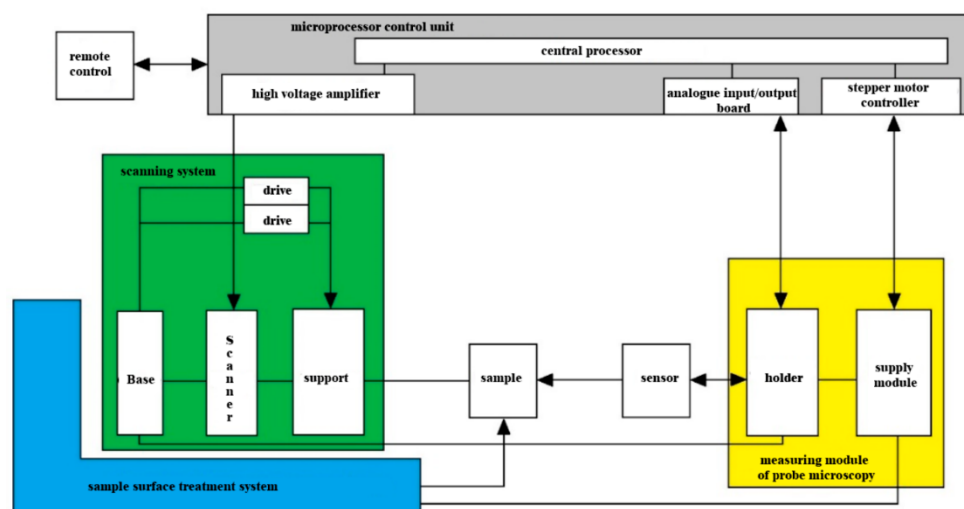 microprocessor control unit
remote
control
central processor
high voltage amplifier
analogue input/output
board
stepper motor
controller
scanning system
drive
drive
Base
S
c
a
n
n
e
r
support
sample
sensor
holder
supply
module
measuring module
of probe microscopy
sample surface treatment system